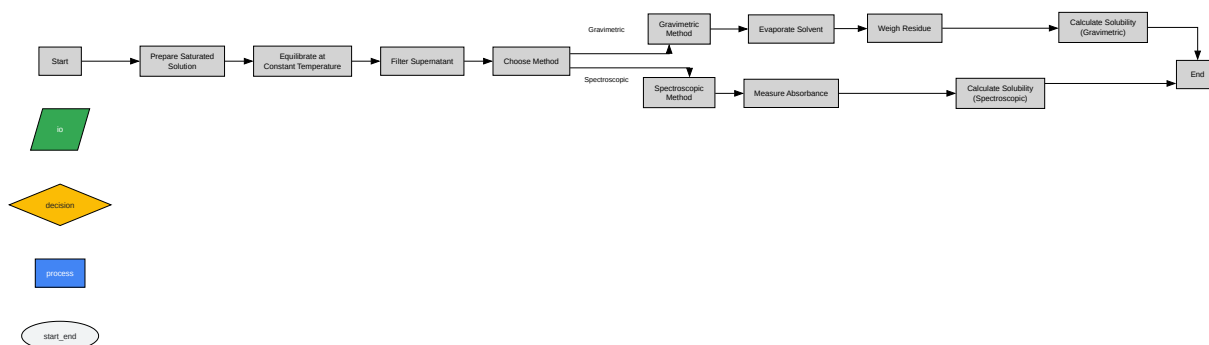 Start
Prepare Saturated
Solution
Equilibrate at
Constant Temperature
Filter Supernatant
Choose Method
Gravimetric
Gravimetric
Method
Evaporate Solvent
Weigh Residue
Calculate Solubility
(Gravimetric)
End
Spectroscopic
Spectroscopic
Method
Measure Absorbance
Calculate Solubility
(Spectroscopic)
io
decision
process
start_end